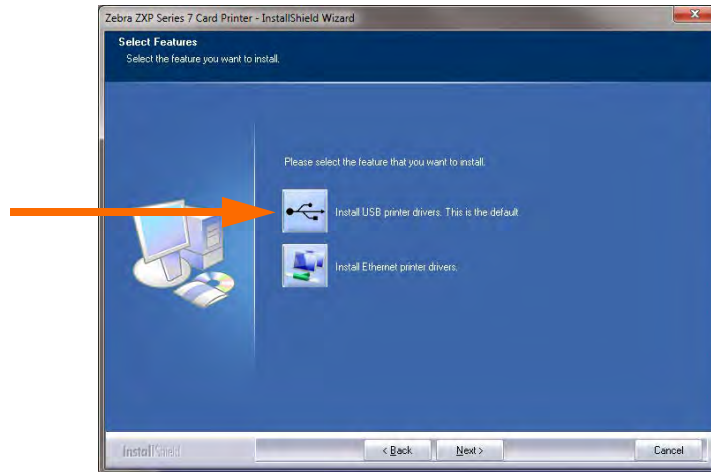 Zebra ZXP Series 7 Card Printer - InstallShield Wizard
Select Features
Select the feature you want to install.
Please select the feature that you want to install.
Install USB printer drivers. This is the default.
Install Ethernet printer drivers.
InstallShield
< Back
Next >
Cancel